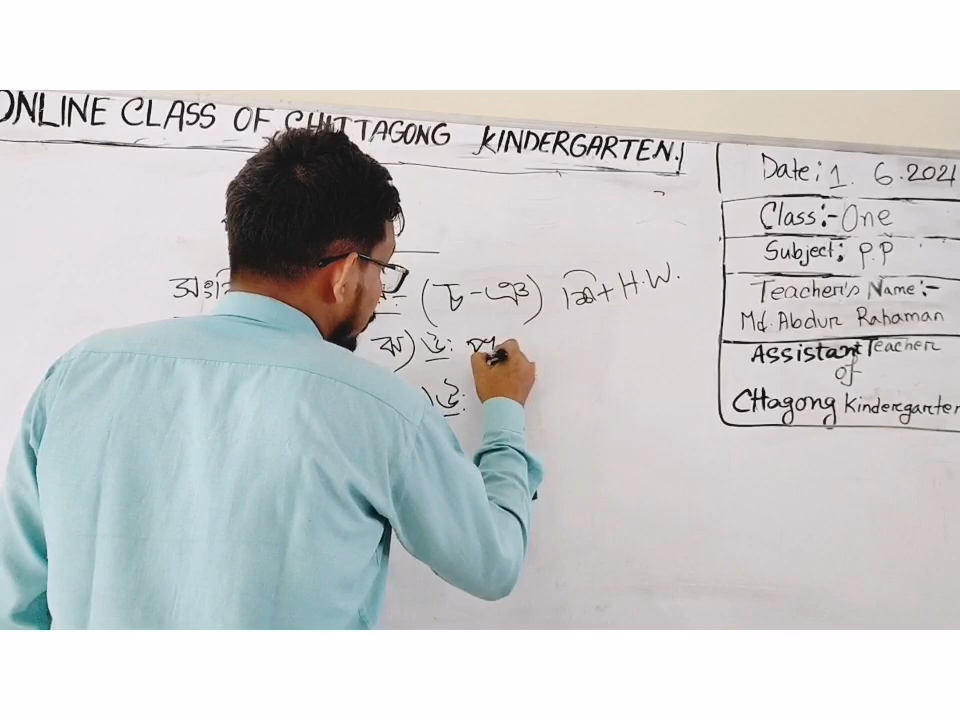 ONLINE CLASS OF CHITTAGONG KINDERGARTEN.
(চ-ঞ) + H.W.
ঝ) উ:
) উ:
Date: 1. 6.2021
Class:- One
Subject: P.P
Teacher's Name:-
Md. Abdur Rahaman
Assistant Teacher
of
CHagong Kindergarten